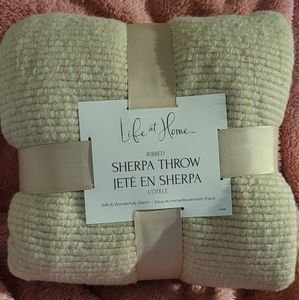 Life at Home
RIBBED
SHERPA THROW
JETÉ EN SHERPA
CÔTELÉ
Soft & Wonderfully Warm | Doux et merveilleusement chaud